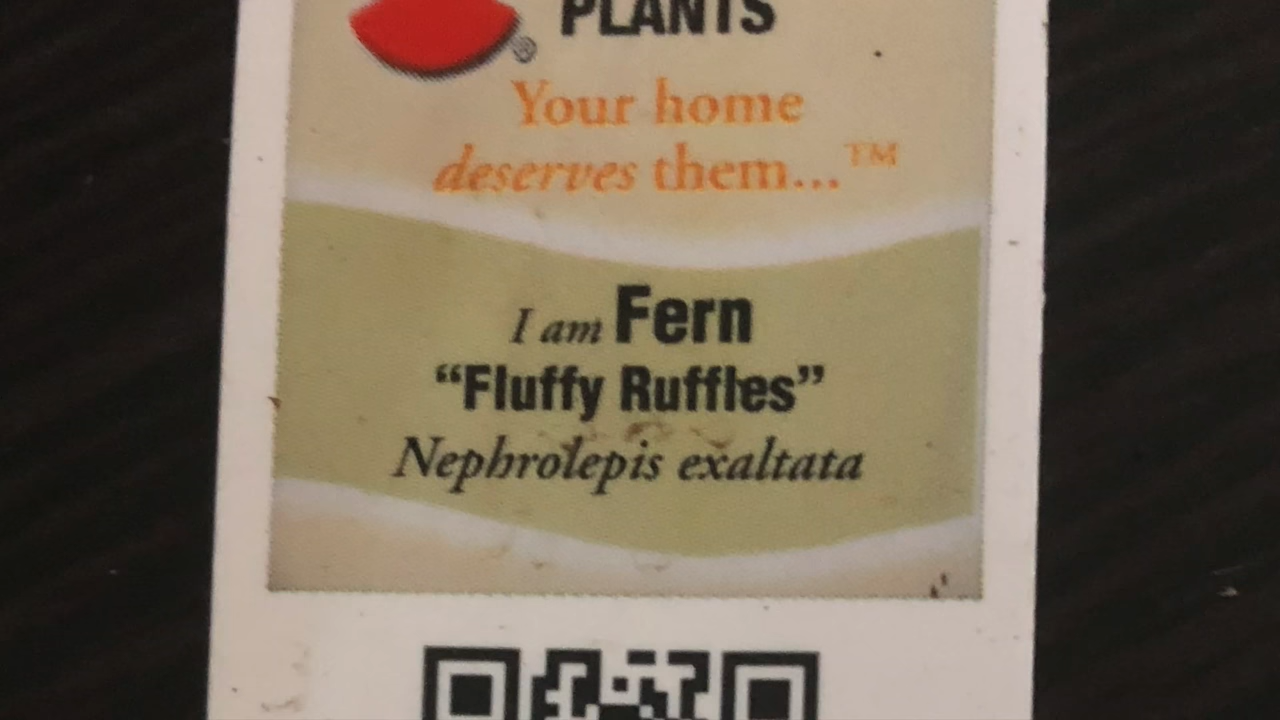 PLANTS
®
Your home
deserves them...™
I am Fern
“Fluffy Ruffles”
Nephrolepis exaltata